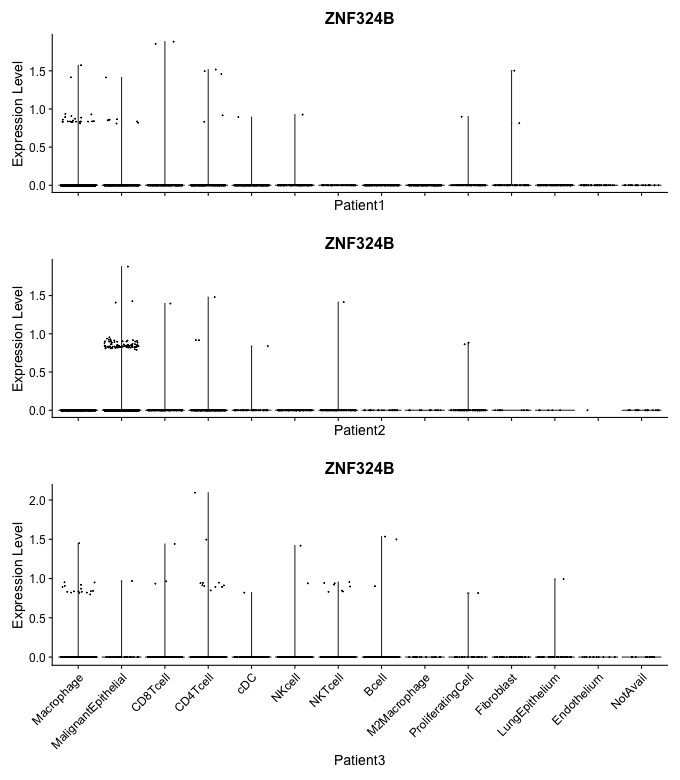 ZNF324B
Expression Level
1.5
1.0
0.5
0.0
Patient1
ZNF324B
Expression Level
1.5
1.0
0.5
0.0
Patient2
ZNF324B
Expression Level
2.0
1.5
1.0
0.5
0.0
Macrophage
MalignantEpithelial
CD8Tcell
CD4Tcell
cDC
NKcell
NKTcell
Bcell
M2Macrophage
ProliferatingCell
Fibroblast
LungEpithelium
Endothelium
NotAvail
Patient3